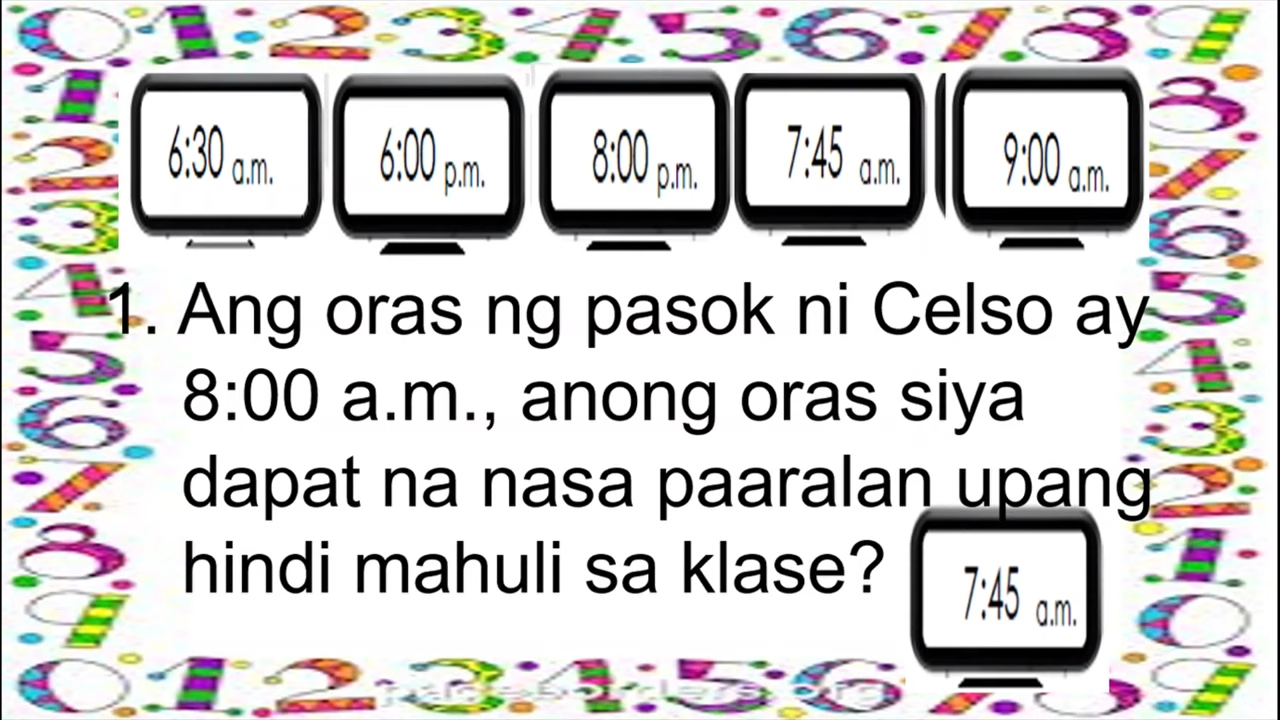 6:30 a.m. 6:00 p.m. 8:00 p.m. 7:45 a.m. 9:00 a.m.
1. Ang oras ng pasok ni Celso ay
8:00 a.m., anong oras siya
dapat na nasa paaralan upang
hindi mahuli sa klase?
7:45 a.m.